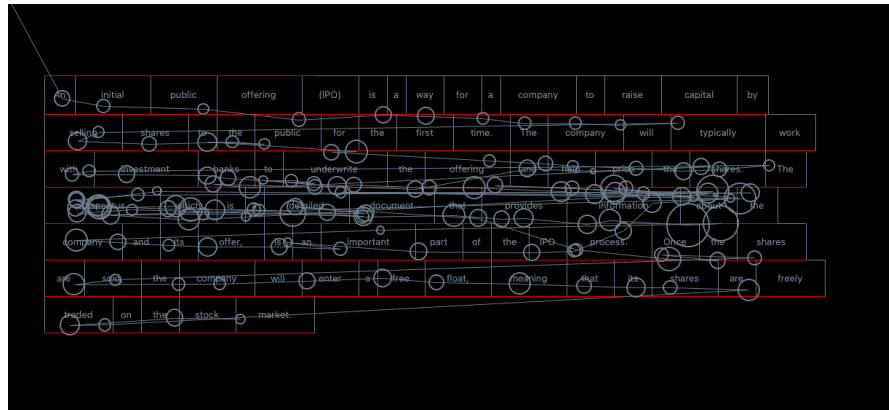 An initial public offering (IPO) is a way for a company to raise capital by
selling shares to the public for the first time. The company will typically work
with investment banks to underwrite the offering and help price the shares. The
prospectus, which is a detailed document that provides information about the
company and its offer, is an important part of the IPO process. Once the shares
are sold, the company will enter a free float, meaning that its shares are freely
traded on the stock market.